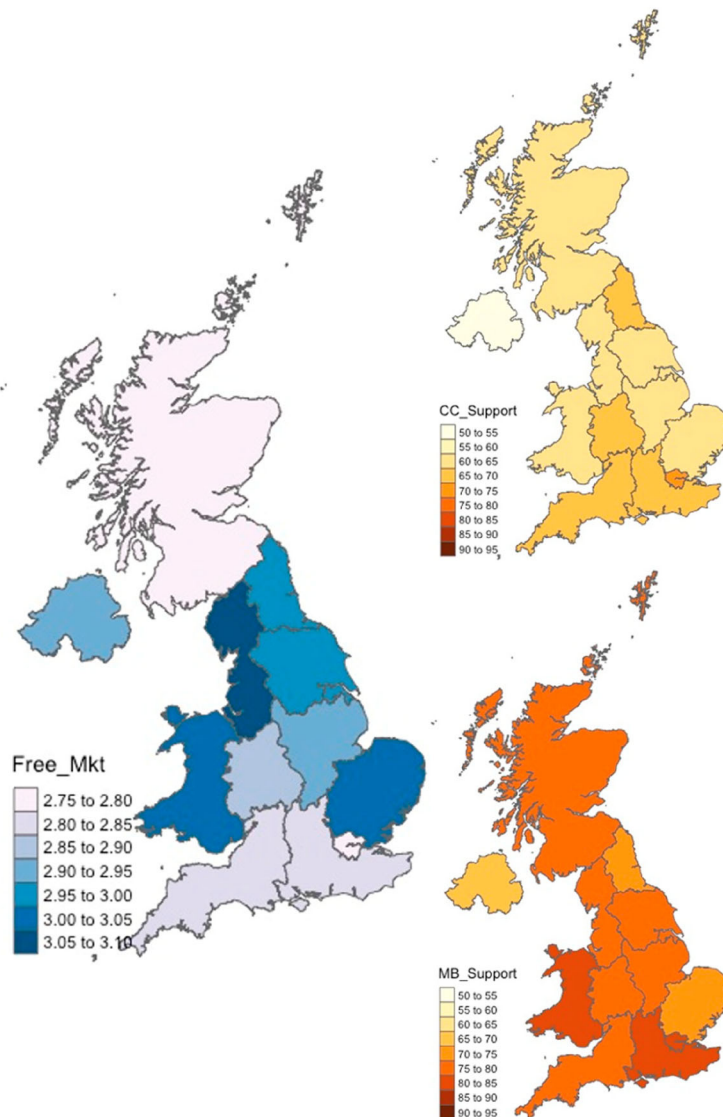 CC_Support
50 to 55
55 to 60
60 to 65
65 to 70
70 to 75
75 to 80
80 to 85
85 to 90
90 to 95
Free_Mkt
2.75 to 2.80
2.80 to 2.85
2.85 to 2.90
2.90 to 2.95
2.95 to 3.00
3.00 to 3.05
3.05 to 3.10
MB_Support
50 to 55
55 to 60
60 to 65
65 to 70
70 to 75
75 to 80
80 to 85
85 to 90
90 to 95